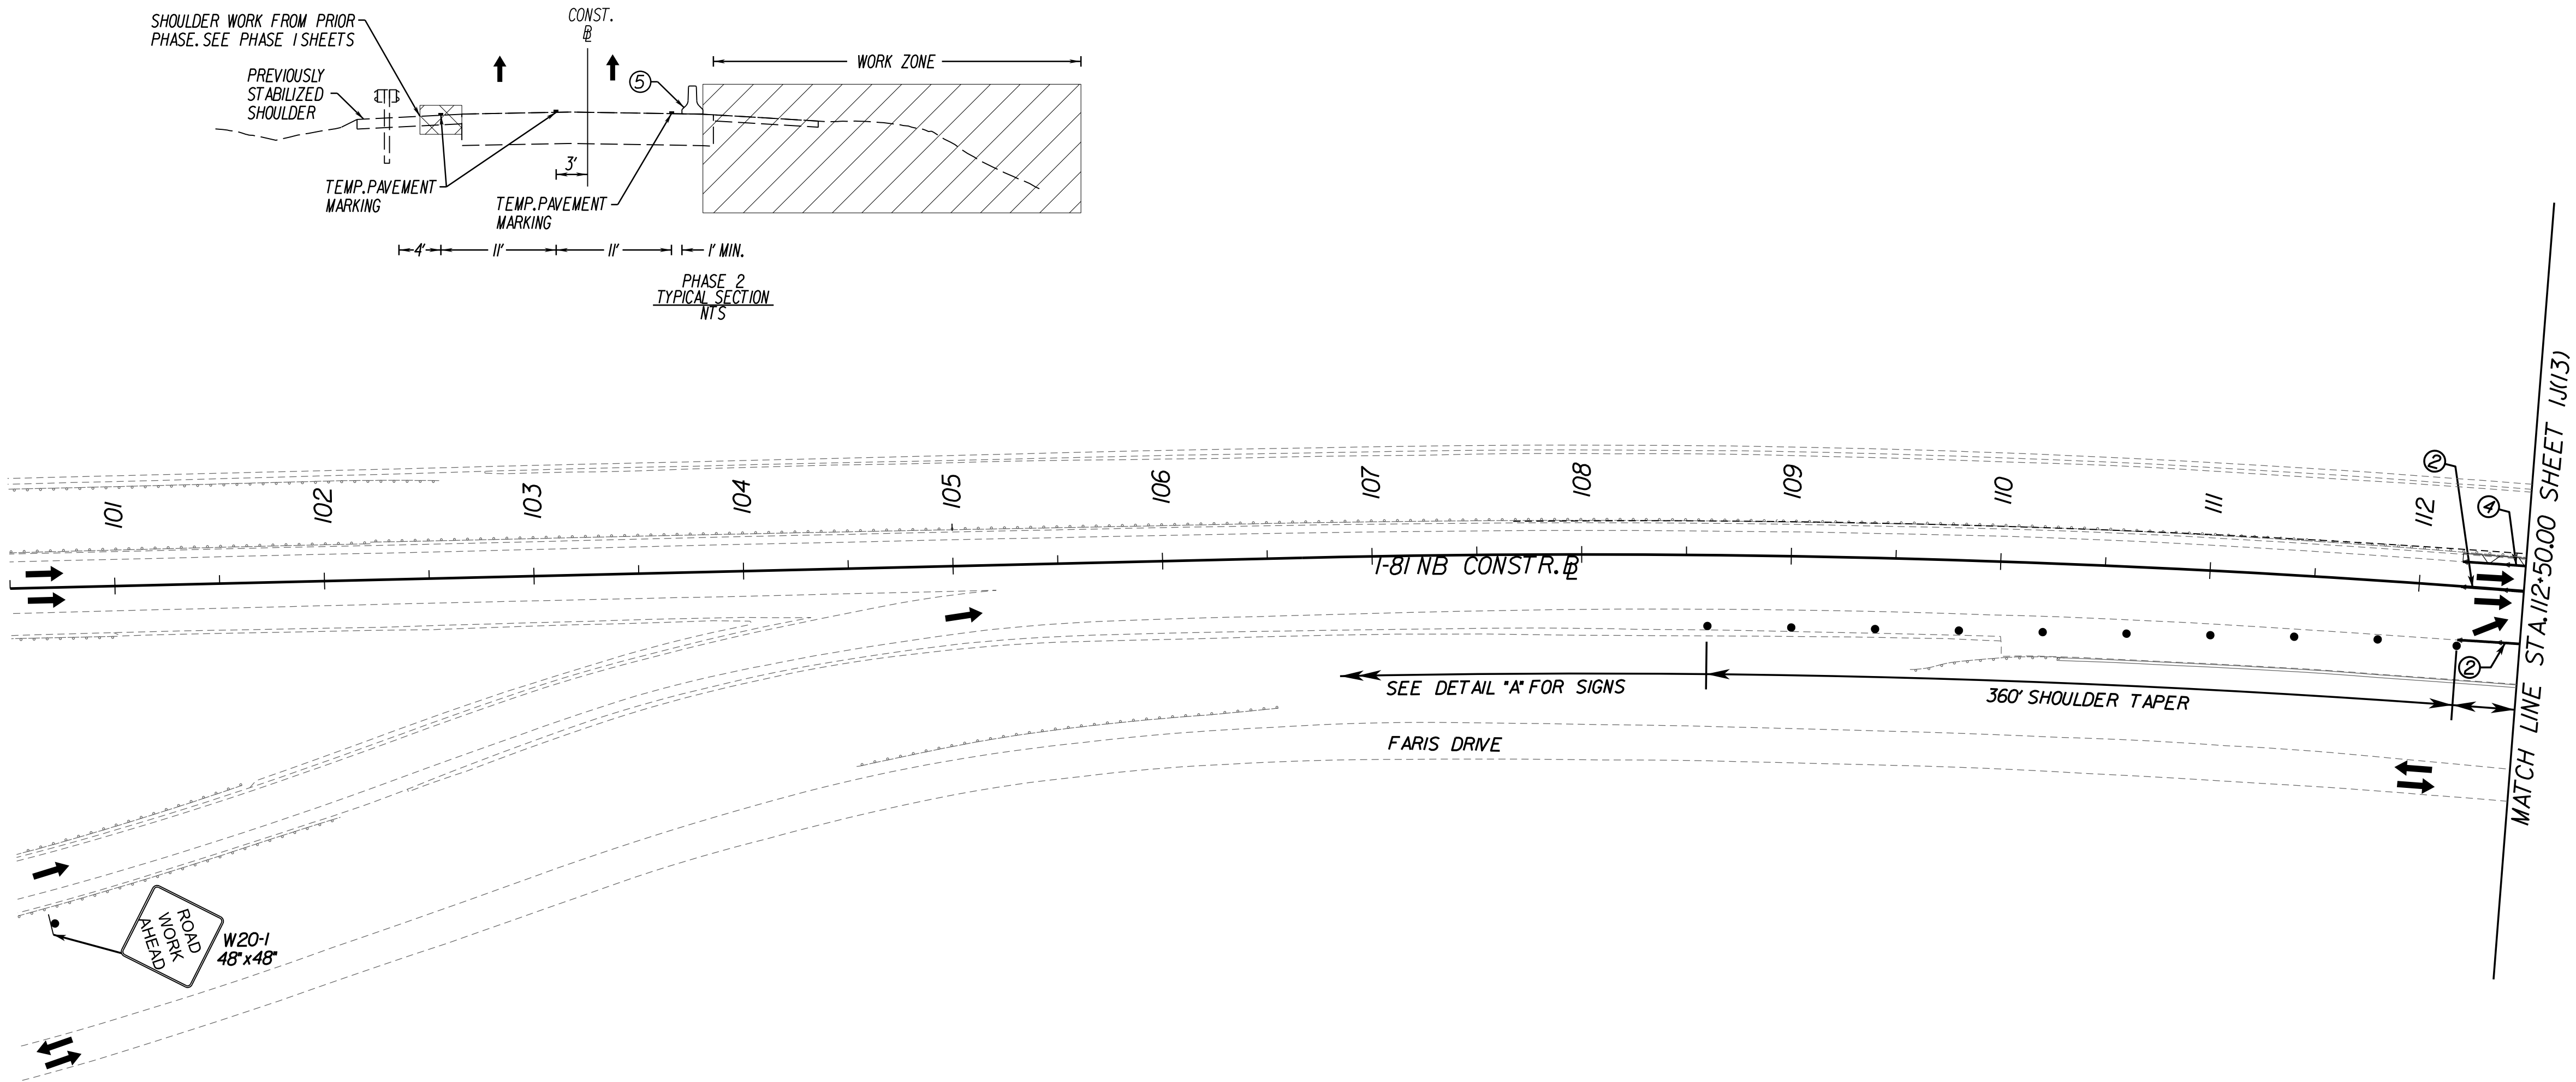 SHOULDER WORK FROM PRIOR
PHASE. SEE PHASE 1 SHEETS
CONST.
BL
PREVIOUSLY
STABILIZED
SHOULDER
5
WORK ZONE
3'
TEMP. PAVEMENT
MARKING
TEMP. PAVEMENT
MARKING
4'
11'
11'
1' MIN.
PHASE 2
TYPICAL SECTION
NTS
101
102
103
104
105
106
107
108
109
110
111
112
2
4
I-81 NB CONSTR. BL
2
SEE DETAIL "A" FOR SIGNS
360' SHOULDER TAPER
FARIS DRIVE
MATCH LINE STA. 112+50.00 SHEET 1J(13)
ROAD
WORK
AHEAD
W20-1
48"x48"